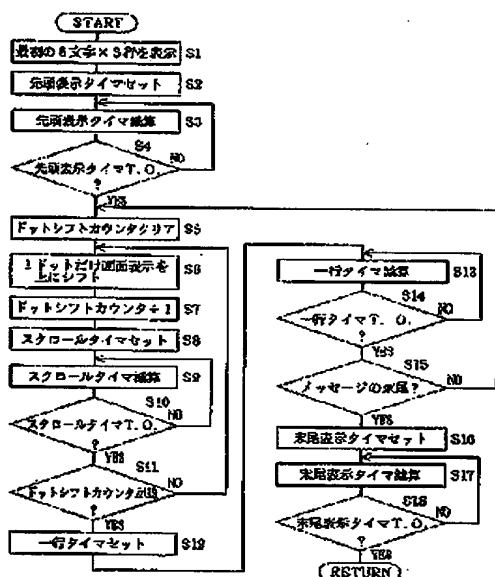 START
最初の8文字×3行を表示 S1
先頭表示タイマセット S2
先頭表示タイマ減算 S3
S4
先頭表示タイマT.O.
?
NO
YES
ドットシフトカウンタクリア S5
1ドットだけ画面表示を
上にシフト S6
ドットシフトカウンタ+1 S7
スクロールタイマセット S8
スクロールタイマ減算 S9
S10
スクロールタイマT.O.
?
NO
YES
S11
ドットシフトカウンタ
?
NO
YES
一行タイマセット S12
一行タイマ減算 S13
S14
一行タイマT.O.
?
NO
YES
S15
メッセージの末尾?
NO
YES
末尾表示タイマセット S16
末尾表示タイマ減算 S17
S18
末尾表示タイマT.O.
?
NO
YES
RETURN